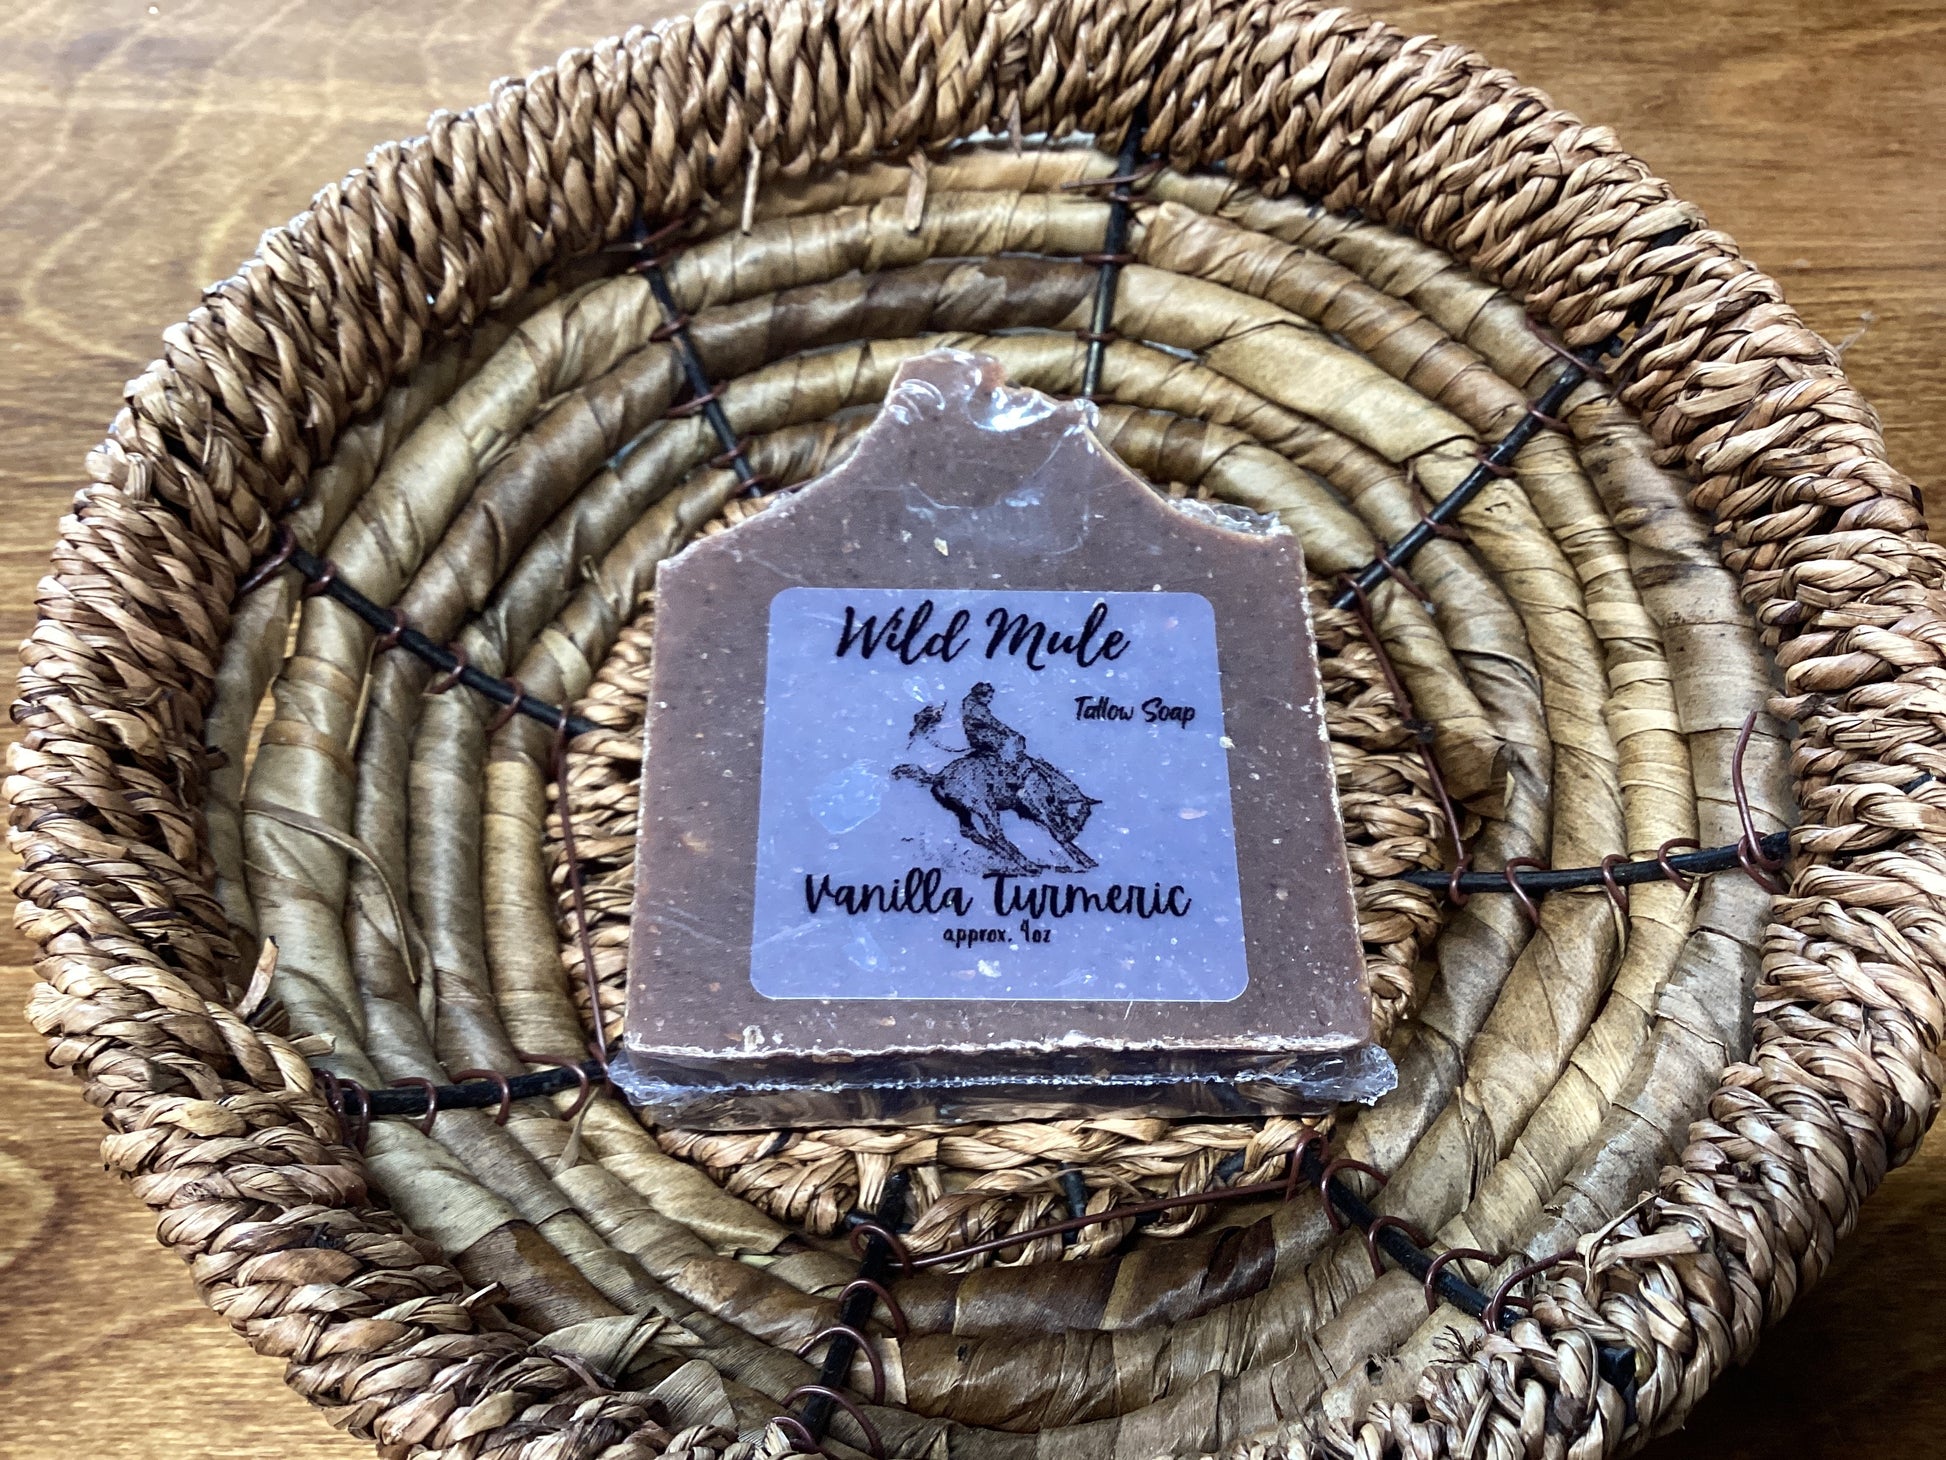 Wild Mule
Tallow Soap
Vanilla Turmeric
approx. 4oz